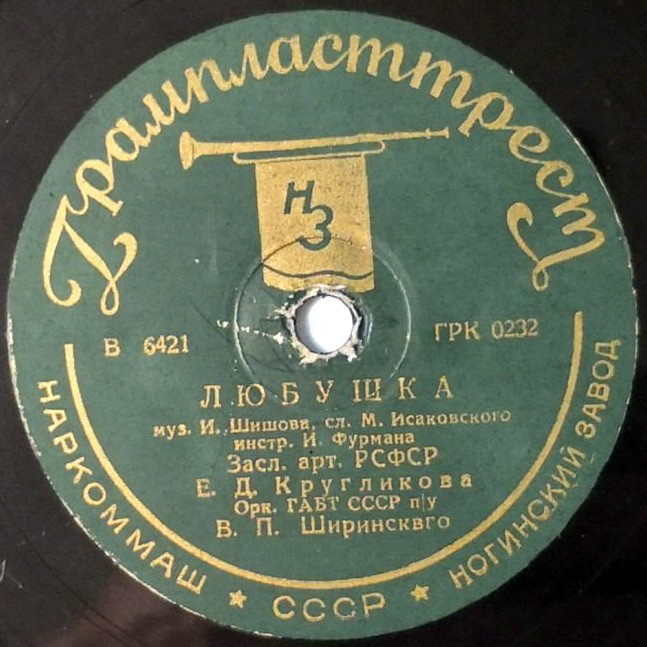 Грампласттрест
НЗ
В 6421
ГРК 0232
ЛЮБУШКА
муз. И. Шишова, сл. М. Исаковского
инстр. И. Фурмана
Засл. арт. РСФСР
Е. Д. Кругликова
Орк. ГАБТ СССР п/у
В. П. Ширинсквго
НАРКОММАШ ★ СССР ★ НОГИНСКИЙ ЗАВОД